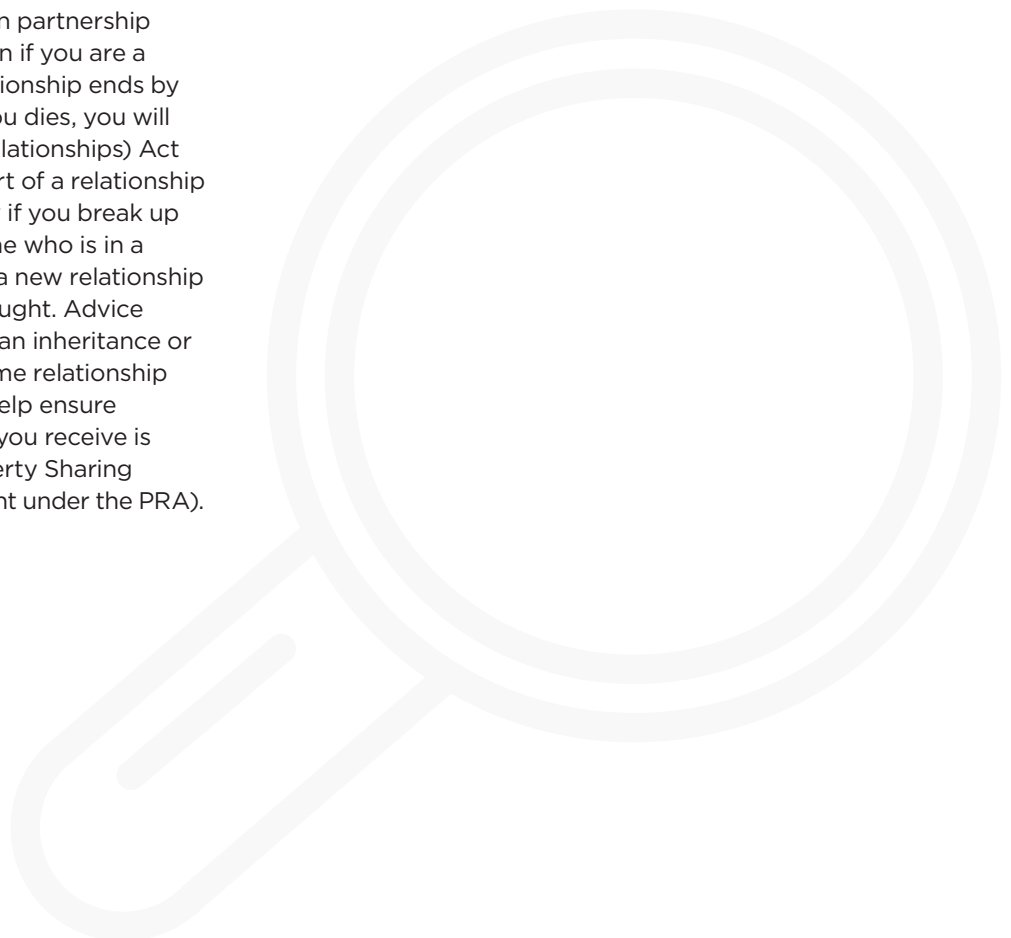 n partnership
n if you are a
ionship ends by
ou dies, you will
lationships) Act
rt of a relationship
if you break up
ne who is in a
a new relationship
ught. Advice
an inheritance or
me relationship
elp ensure
you receive is
erty Sharing
nt under the PRA).